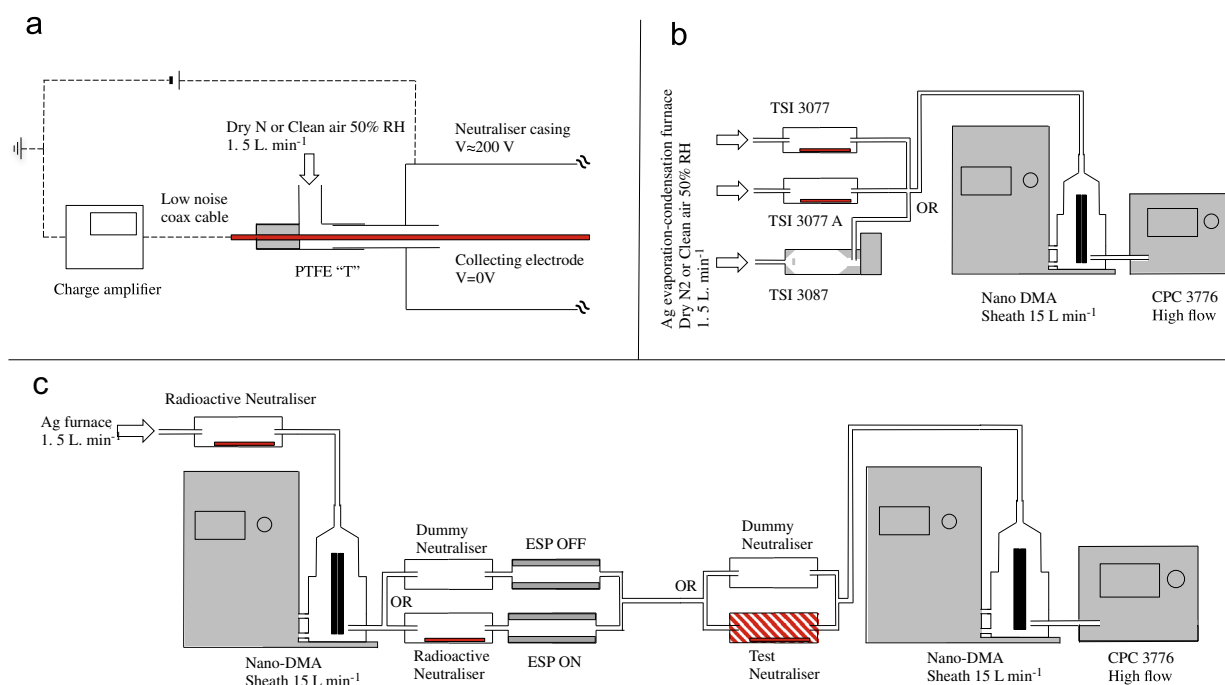 a
Dry N or Clean air 50% RH
1. 5 L. min-1
Neutraliser casing
V≈200 V
Low noise
coax cable
Collecting electrode
V=0V
PTFE “T”
Charge amplifier
b
Ag evaporation-condensation furnace
Dry N2 or Clean air 50% RH
1. 5 L. min-1
TSI 3077
TSI 3077 A
OR
TSI 3087
Nano DMA
Sheath 15 L min-1
CPC 3776
High flow
c
Radioactive Neutraliser
Ag furnace
1. 5 L. min-1
Dummy
Neutraliser
ESP OFF
OR
Radioactive
Neutraliser
ESP ON
Nano-DMA
Sheath 15 L min-1
OR
Dummy
Neutraliser
Test
Neutraliser
Nano-DMA
Sheath 15 L min-1
CPC 3776
High flow